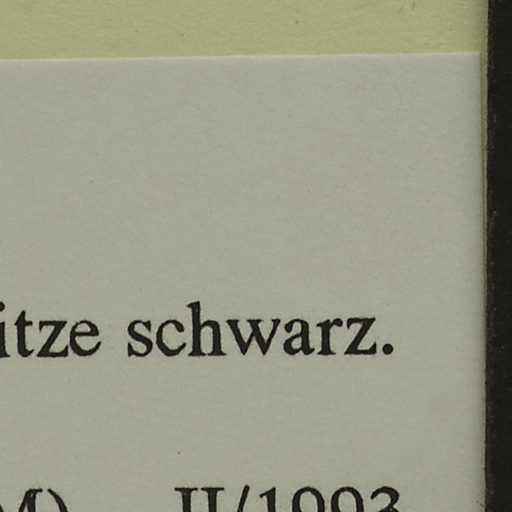 itze schwarz.
M) II/1993